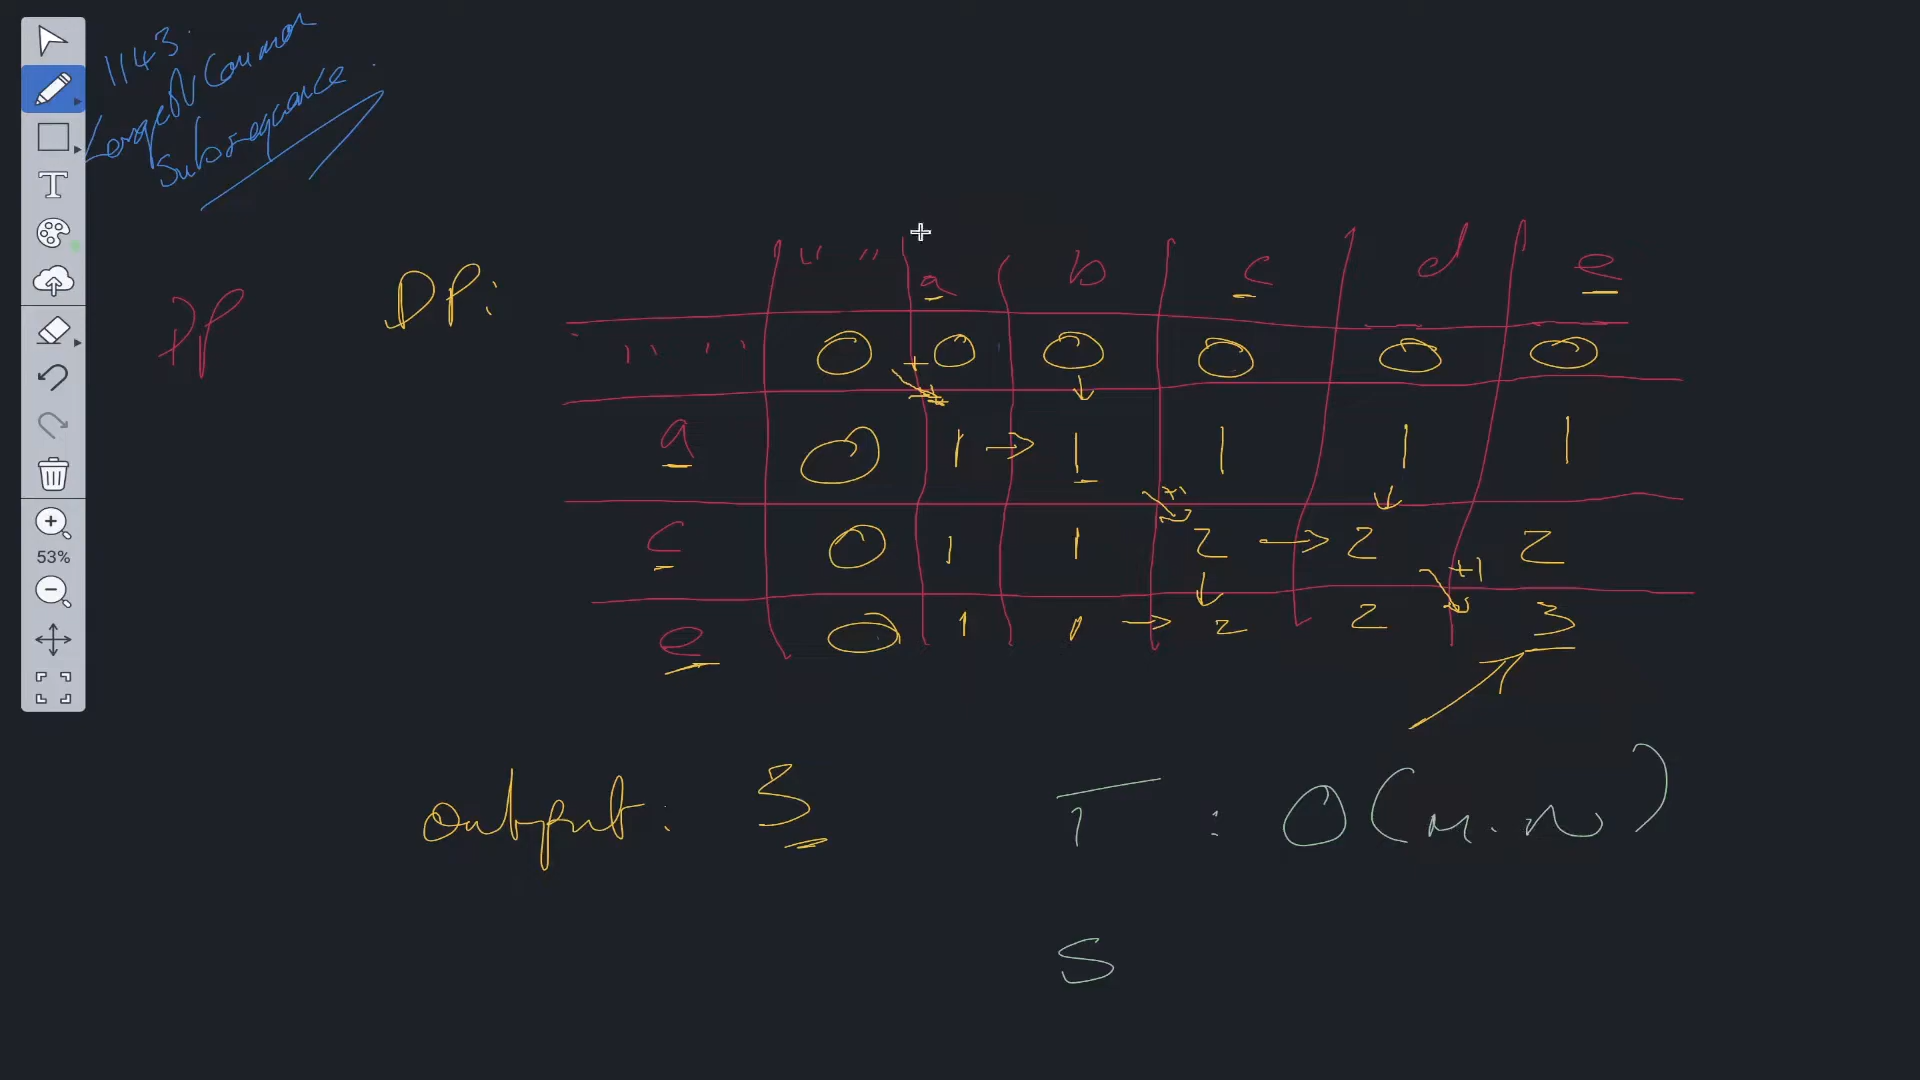 1143.
Longest Common
Subsequence.
DP
DP:
" " a b c d e
" " 0 0 0 0 0 0
+
a 0 1 → 1 1 1 1
+1
c 0 1 1 2 → 2 2
+1
e 0 1 1 → 2 2 3
output: 3
T : O(m.n)
S
T
53%